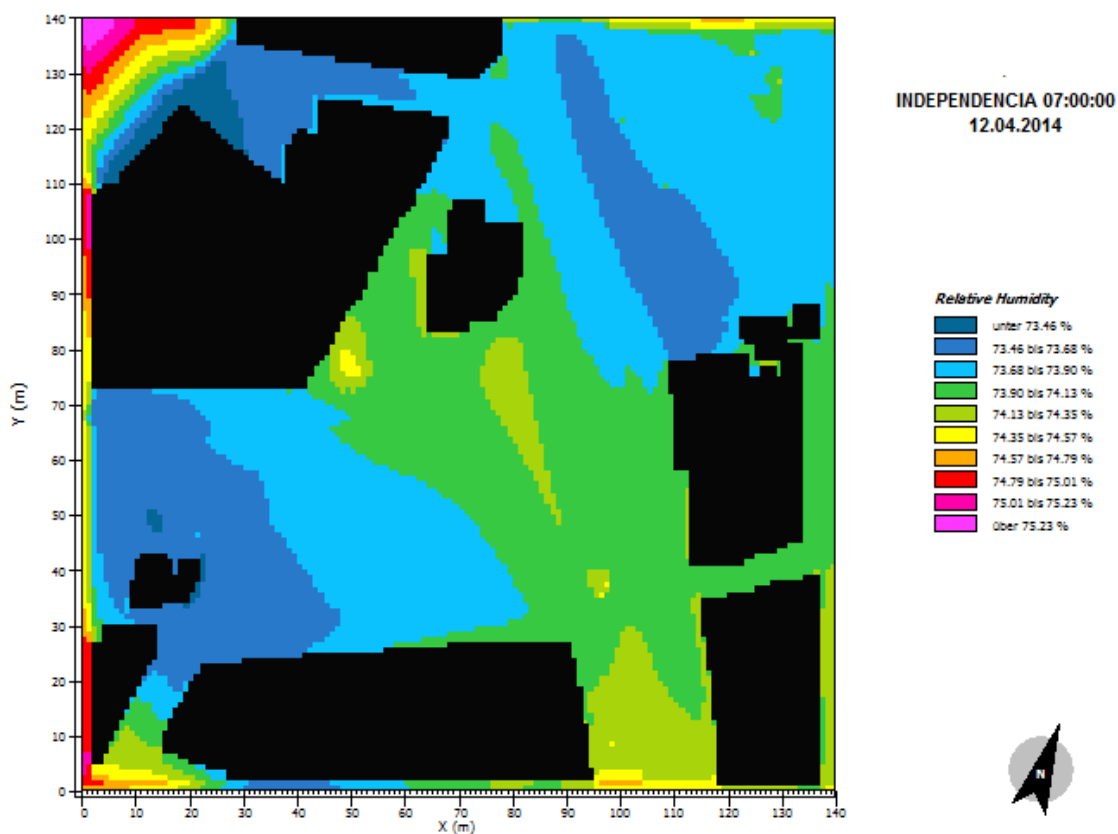 INDEPENDENCIA 07:00:00
12.04.2014
Relative Humidity
unter 73.46 %
73.46 bis 73.68 %
73.68 bis 73.90 %
73.90 bis 74.13 %
74.13 bis 74.35 %
74.35 bis 74.57 %
74.57 bis 74.79 %
74.79 bis 75.01 %
75.01 bis 75.23 %
über 75.23 %
N
Y (m)
140
130
120
110
100
90
80
70
60
50
40
30
20
10
0
0 10 20 30 40 50 60 70 80 90 100 110 120 130 140
X (m)